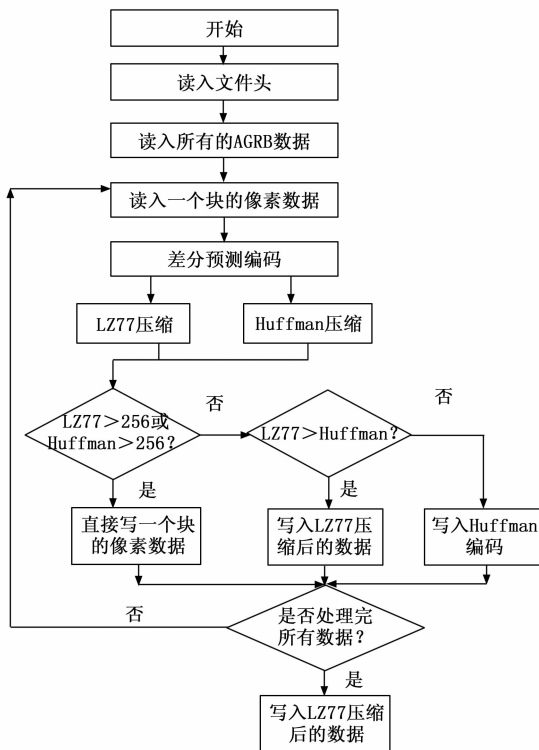 开始
读入文件头
读入所有的AGRB数据
读入一个块的像素数据
差分预测编码
LZ77压缩
Huffman压缩
LZ77＞256或
Huffman＞256?
否
LZ77＞Huffman?
否
是
是
直接写一个块
的像素数据
写入LZ77压
缩后的数据
写入Huffman
编码
否
是否处理完
所有数据?
是
写入LZ77压缩
后的数据